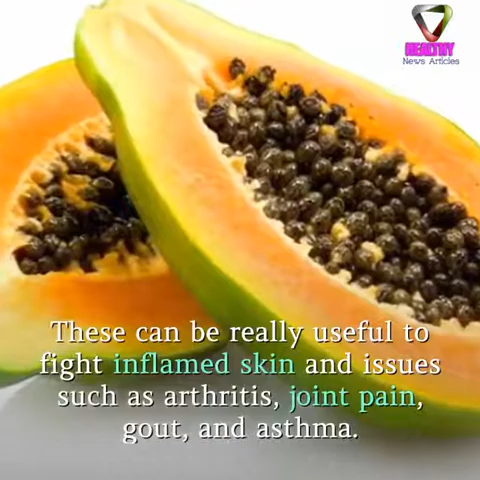 HEALTHY
News Articles
These can be really useful to
fight inflamed skin and issues
such as arthritis, joint pain,
gout, and asthma.